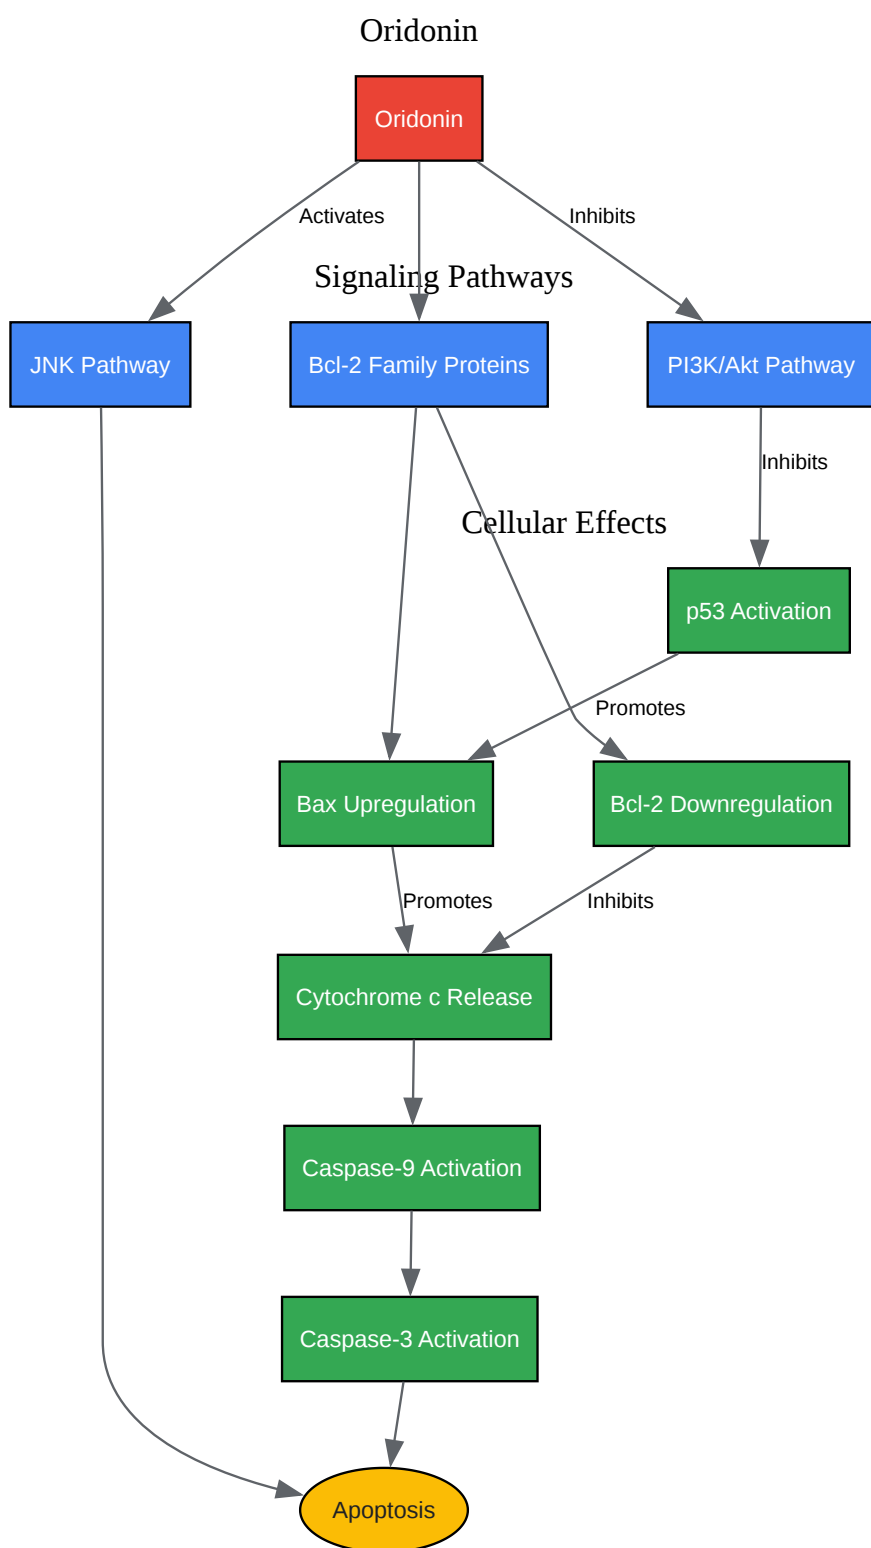 Oridonin
Oridonin
Activates
Inhibits
Signaling Pathways
JNK Pathway
Bcl-2 Family Proteins
PI3K/Akt Pathway
Inhibits
Cellular Effects
p53 Activation
Promotes
Bax Upregulation
Bcl-2 Downregulation
Promotes
Inhibits
Cytochrome c Release
Caspase-9 Activation
Caspase-3 Activation
Apoptosis